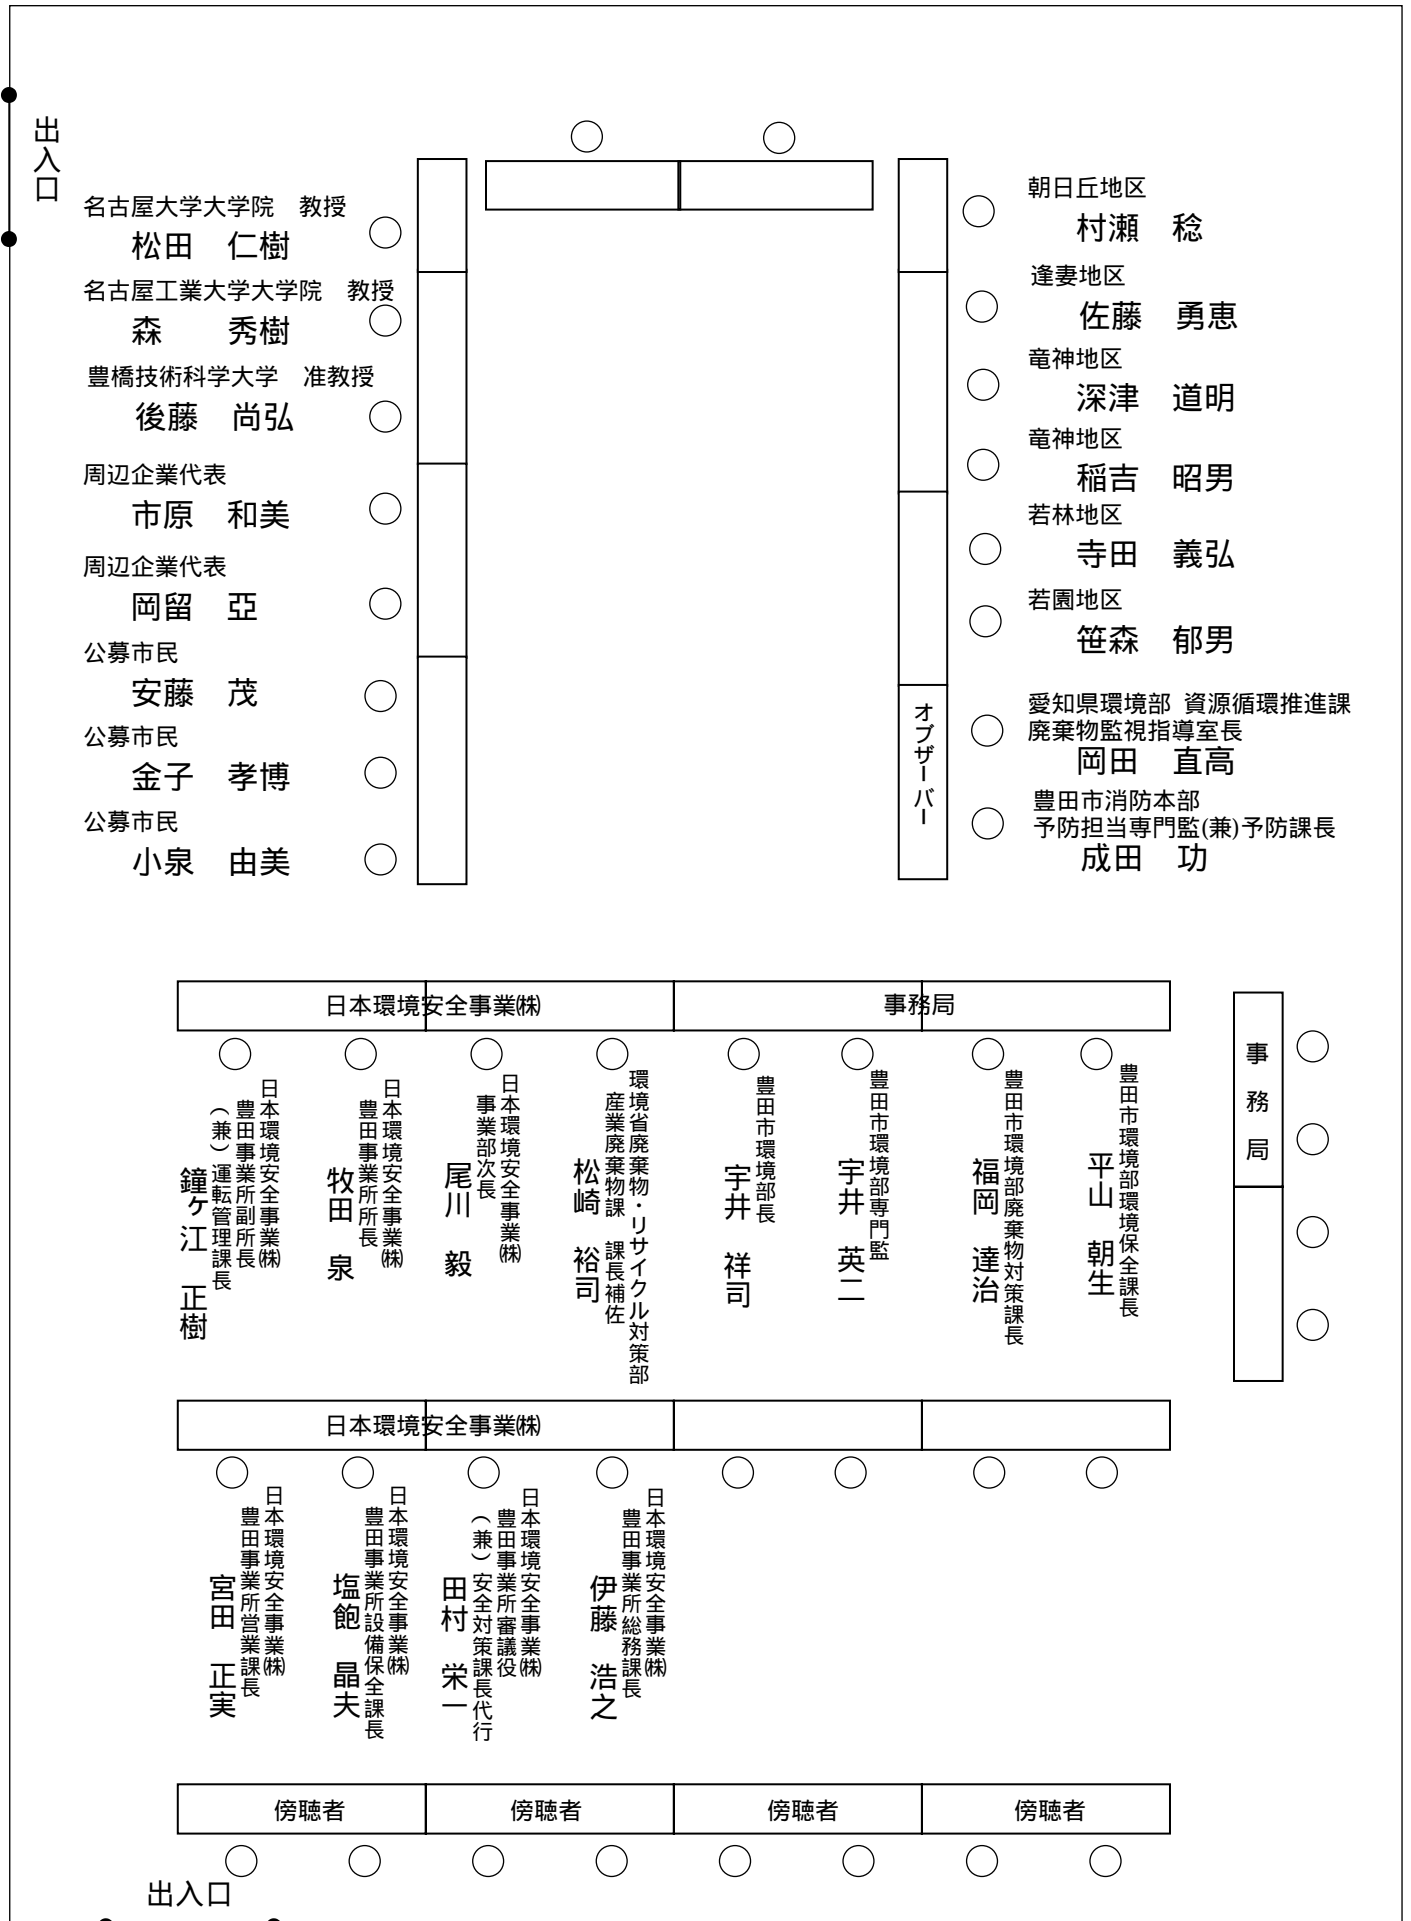 出入口
名古屋大学大学院　教授
松田　仁樹
名古屋工業大学大学院　教授
森　　秀樹
豊橋技術科学大学　准教授
後藤　尚弘
周辺企業代表
市原　和美
周辺企業代表
岡留　亞
公募市民
安藤　茂
公募市民
金子　孝博
公募市民
小泉　由美
朝日丘地区
村瀬　稔
逢妻地区
佐藤　勇恵
竜神地区
深津　道明
竜神地区
稲吉　昭男
若林地区
寺田　義弘
若園地区
笹森　郁男
オブザーバー
愛知県環境部 資源循環推進課
廃棄物監視指導室長
岡田　直高
豊田市消防本部
予防担当専門監(兼)予防課長
成田　功
日本環境安全事業㈱
事務局
事務局
日本環境安全事業㈱
豊田事業所副所長
（兼）運転管理課長
鐘ケ江　正樹
日本環境安全事業㈱
豊田事業所所長
牧田　泉
日本環境安全事業㈱
事業部次長
尾川　毅
環境省廃棄物・リサイクル対策部
産業廃棄物課　課長補佐
松崎　裕司
豊田市環境部長
宇井　祥司
豊田市環境部専門監
宇井　英二
豊田市環境部廃棄物対策課長
福岡　達治
豊田市環境部環境保全課長
平山　朝生
日本環境安全事業㈱
日本環境安全事業㈱
豊田事業所営業課長
宮田　正実
日本環境安全事業㈱
豊田事業所設備保全課長
塩飽　晶夫
日本環境安全事業㈱
豊田事業所審議役
（兼）安全対策課長代行
田村　栄一
日本環境安全事業㈱
豊田事業所総務課長
伊藤　浩之
傍聴者
傍聴者
傍聴者
傍聴者
出入口